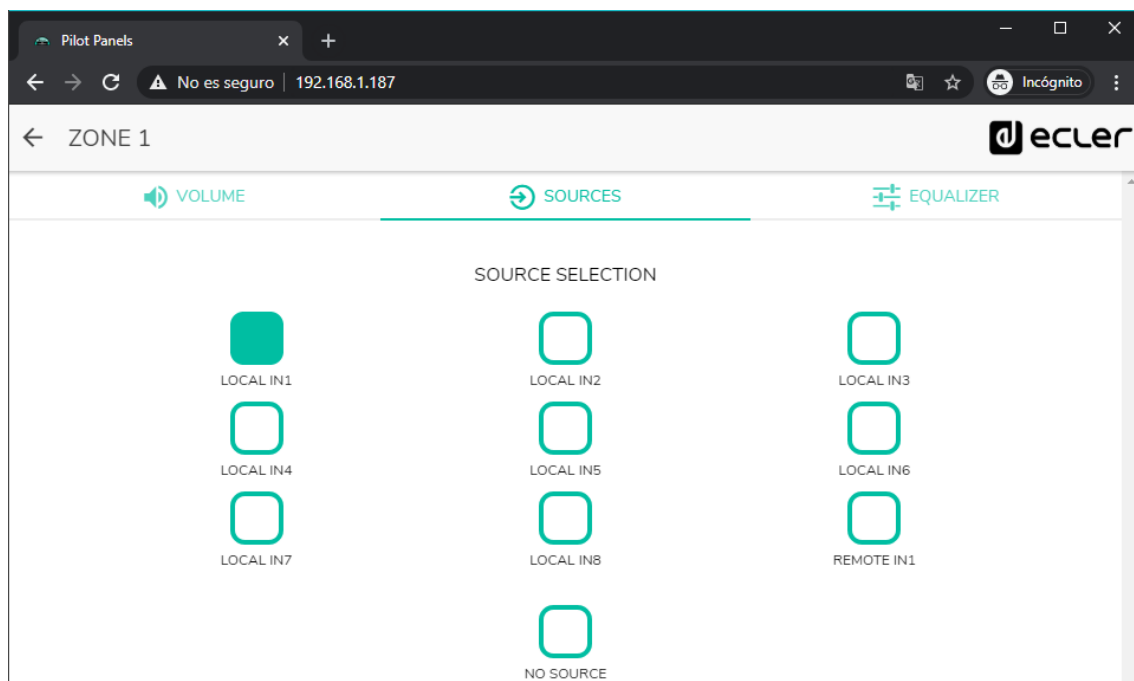 Pilot Panels
No es seguro | 192.168.1.187
Incógnito
ZONE 1
ecler
VOLUME
SOURCES
EQUALIZER
SOURCE SELECTION
LOCAL IN1
LOCAL IN2
LOCAL IN3
LOCAL IN4
LOCAL IN5
LOCAL IN6
LOCAL IN7
LOCAL IN8
REMOTE IN1
NO SOURCE